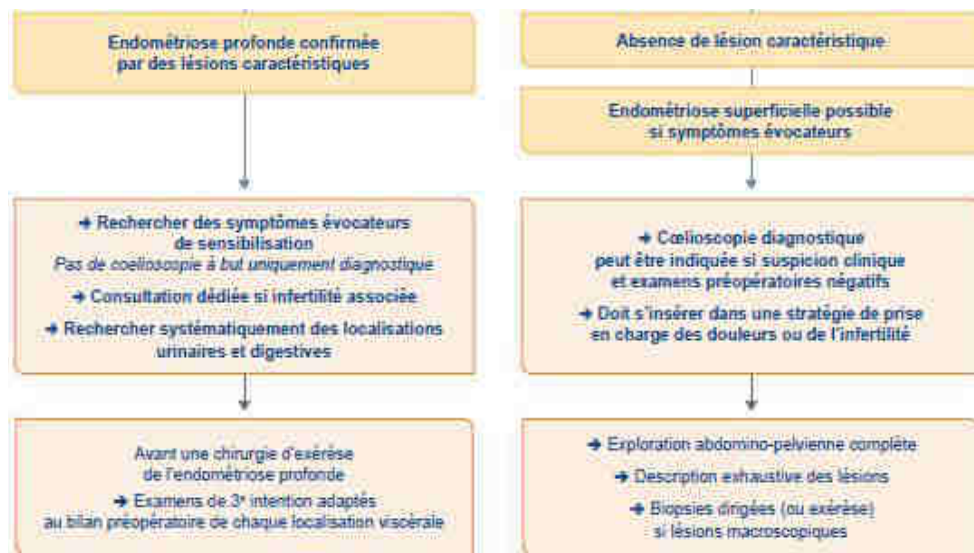 Endométriose profonde confirmée
par des lésions caractéristiques
➔ Rechercher des symptômes évocateurs
de sensibilisation
Pas de coelioscopie à but uniquement diagnostique
➔ Consultation dédiée si infertilité associée
➔ Rechercher systématiquement des localisations
urinaires et digestives
Avant une chirurgie d'exérèse
de l'endométriose profonde
➔ Examens de 3e intention adaptés
au bilan préopératoire de chaque localisation viscérale
Absence de lésion caractéristique
Endométriose superficielle possible
si symptômes évocateurs
➔ Cœlioscopie diagnostique
peut être indiquée si suspicion clinique
et examens préopératoires négatifs
➔ Doit s'insérer dans une stratégie de prise
en charge des douleurs ou de l'infertilité
➔ Exploration abdomino-pelvienne complète
➔ Description exhaustive des lésions
➔ Biopsies dirigées (ou exérèse)
si lésions macroscopiques